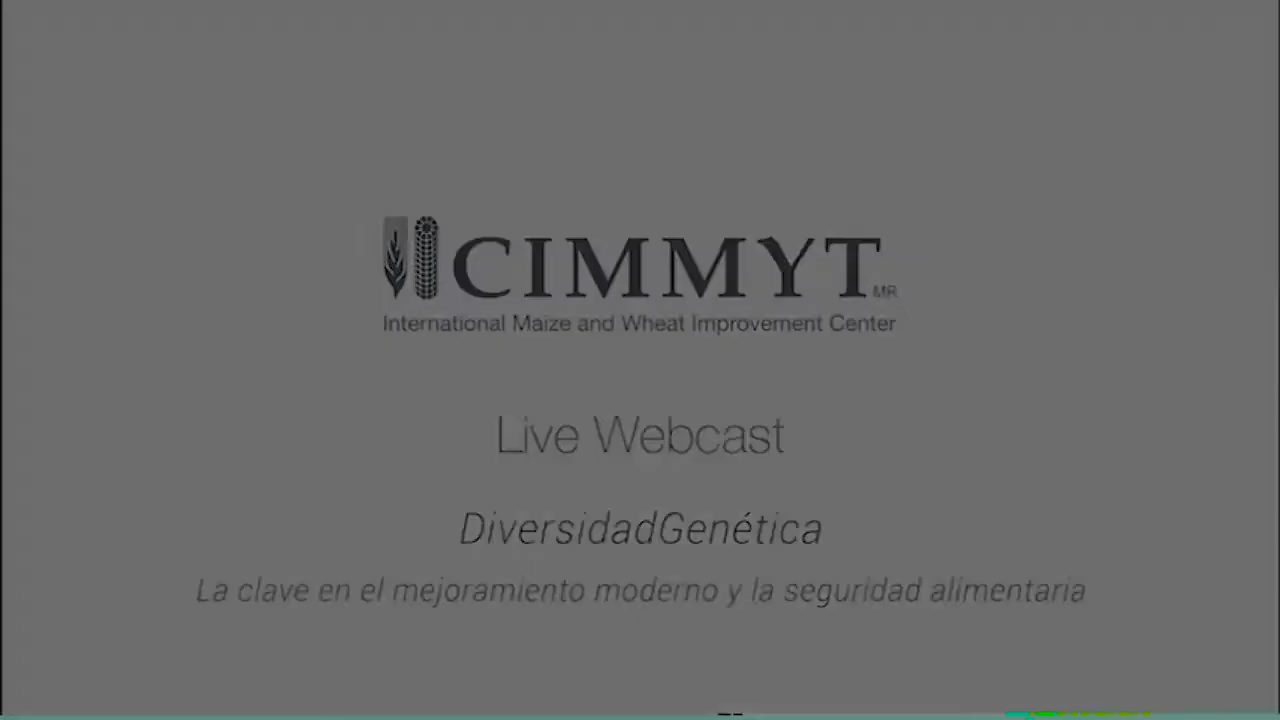 CIMMYT MR
International Maize and Wheat Improvement Center
Live Webcast
DiversidadGenética
La clave en el mejoramiento moderno y la seguridad alimentaria